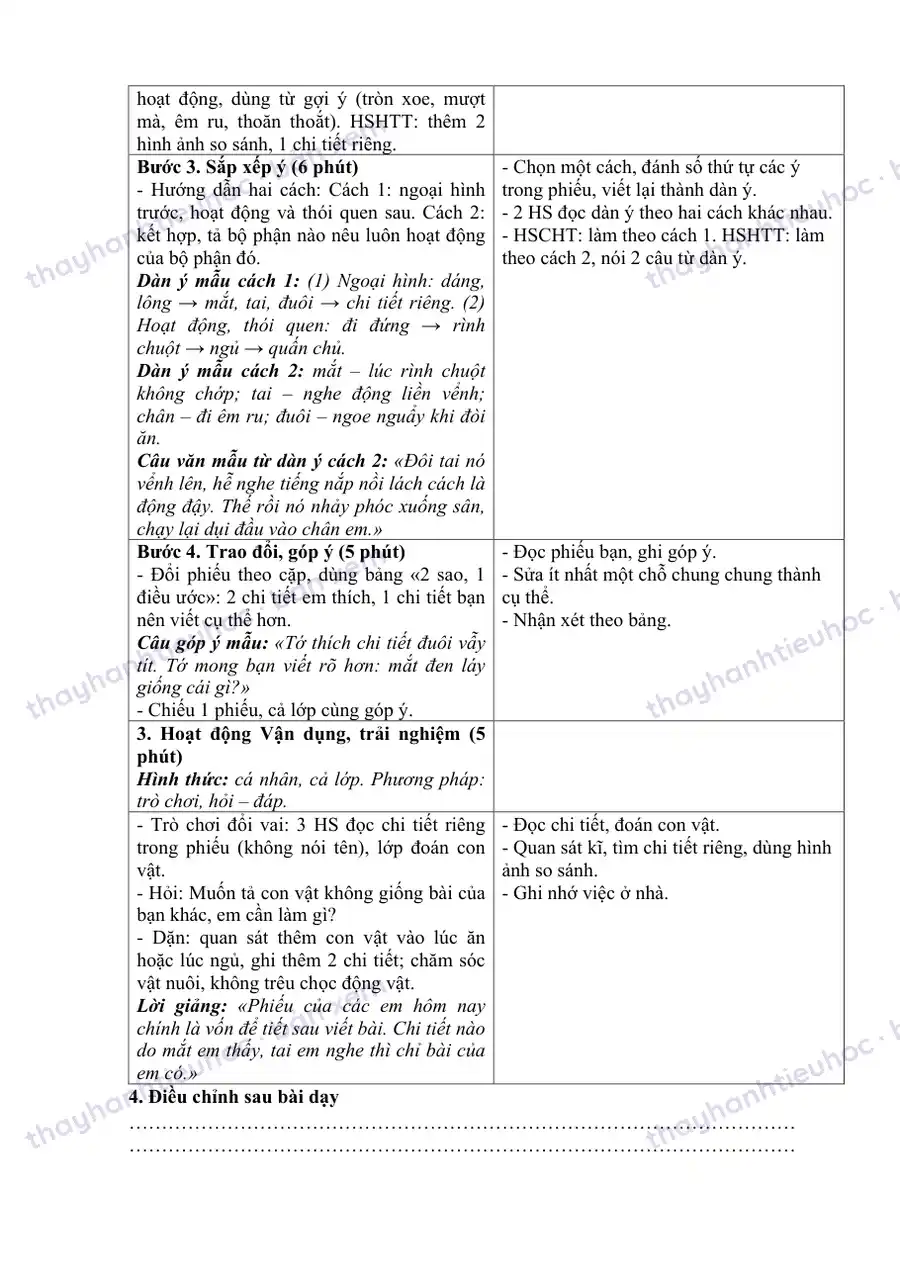 hoạt động, dùng từ gợi ý (tròn xoe, mượt
mà, êm ru, thoăn thoắt). HSHTT: thêm 2
hình ảnh so sánh, 1 chi tiết riêng.
Bước 3. Sắp xếp ý (6 phút)
- Hướng dẫn hai cách: Cách 1: ngoại hình
trước, hoạt động và thói quen sau. Cách 2:
kết hợp, tả bộ phận nào nêu luôn hoạt động
của bộ phận đó.
Dàn ý mẫu cách 1: (1) Ngoại hình: dáng,
lông → mắt, tai, đuôi → chi tiết riêng. (2)
Hoạt động, thói quen: đi đứng → rình
chuột → ngủ → quấn chủ.
Dàn ý mẫu cách 2: mắt – lúc rình chuột
không chớp; tai – nghe động liền vểnh;
chân – đi êm ru; đuôi – ngoe nguẩy khi đòi
ăn.
Câu văn mẫu từ dàn ý cách 2: «Đôi tai nó
vểnh lên, hễ nghe tiếng nắp nồi lách cách là
động đậy. Thế rồi nó nhảy phóc xuống sân,
chạy lại dụi đầu vào chân em.»
- Chọn một cách, đánh số thứ tự các ý
trong phiếu, viết lại thành dàn ý.
- 2 HS đọc dàn ý theo hai cách khác nhau.
- HSCHT: làm theo cách 1. HSHTT: làm
theo cách 2, nói 2 câu từ dàn ý.
Bước 4. Trao đổi, góp ý (5 phút)
- Đổi phiếu theo cặp, dùng bảng «2 sao, 1
điều ước»: 2 chi tiết em thích, 1 chi tiết bạn
nên viết cụ thể hơn.
Câu góp ý mẫu: «Tớ thích chi tiết đuôi vẫy
tít. Tớ mong bạn viết rõ hơn: mắt đen láy
giống cái gì?»
- Chiếu 1 phiếu, cả lớp cùng góp ý.
- Đọc phiếu bạn, ghi góp ý.
- Sửa ít nhất một chỗ chung chung thành
cụ thể.
- Nhận xét theo bảng.
3. Hoạt động Vận dụng, trải nghiệm (5
phút)
Hình thức: cá nhân, cả lớp. Phương pháp:
trò chơi, hỏi – đáp.
- Trò chơi đổi vai: 3 HS đọc chi tiết riêng
trong phiếu (không nói tên), lớp đoán con
vật.
- Hỏi: Muốn tả con vật không giống bài của
bạn khác, em cần làm gì?
- Dặn: quan sát thêm con vật vào lúc ăn
hoặc lúc ngủ, ghi thêm 2 chi tiết; chăm sóc
vật nuôi, không trêu chọc động vật.
Lời giảng: «Phiếu của các em hôm nay
chính là vốn để tiết sau viết bài. Chi tiết nào
do mắt em thấy, tai em nghe thì chỉ bài của
em có.»
- Đọc chi tiết, đoán con vật.
- Quan sát kĩ, tìm chi tiết riêng, dùng hình
ảnh so sánh.
- Ghi nhớ việc ở nhà.
4. Điều chỉnh sau bài dạy
thayhanhtieuhoc · bản xem
thayhanhtieuhoc · b
thayhanhtieuhoc · bản xem
thayhanhtieuhoc · b
thayhanhtieuhoc · bản xem
thayhanhtieuhoc · b